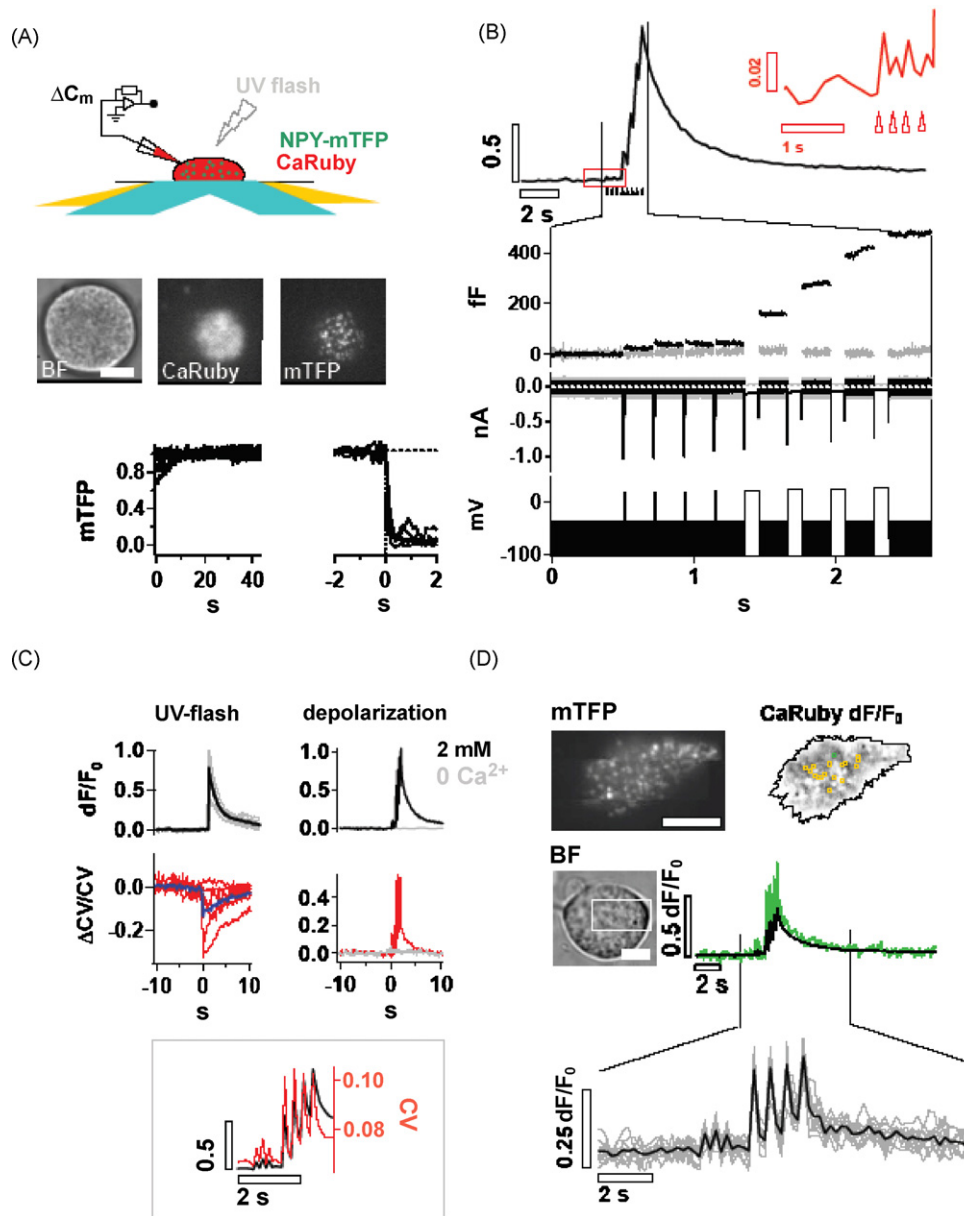 (A)
ΔCm
UV flash
NPY-mTFP
CaRuby
BF
CaRuby
mTFP
mTFP
0.8
0.4
0.0
0 20 40
s
-2 0 2
s
(B)
0.5
2 s
0.02
1 s
fF
400
200
0
nA
0.0
-0.5
-1.0
mV
0
-100
0 1 2
s
(C)
UV-flash
depolarization
dF/F0
1.0
0.5
0.0
1.0
0.5
0.0
2 mM
0 Ca2+
ΔCV/CV
0.0
-0.2
0.4
0.2
0.0
-10 0 10
s
-10 0 10
s
0.5
2 s
0.10
0.08
CV
(D)
mTFP
CaRuby dF/F0
BF
0.5 dF/F0
2 s
0.25 dF/F0
2 s